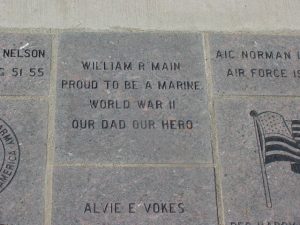 NELSON
51 55
WILLIAM R MAIN
PROUD TO BE A MARINE
WORLD WAR II
OUR DAD OUR HERO
AIC NORMAN
AIR FORCE
ALVIE E VOKES